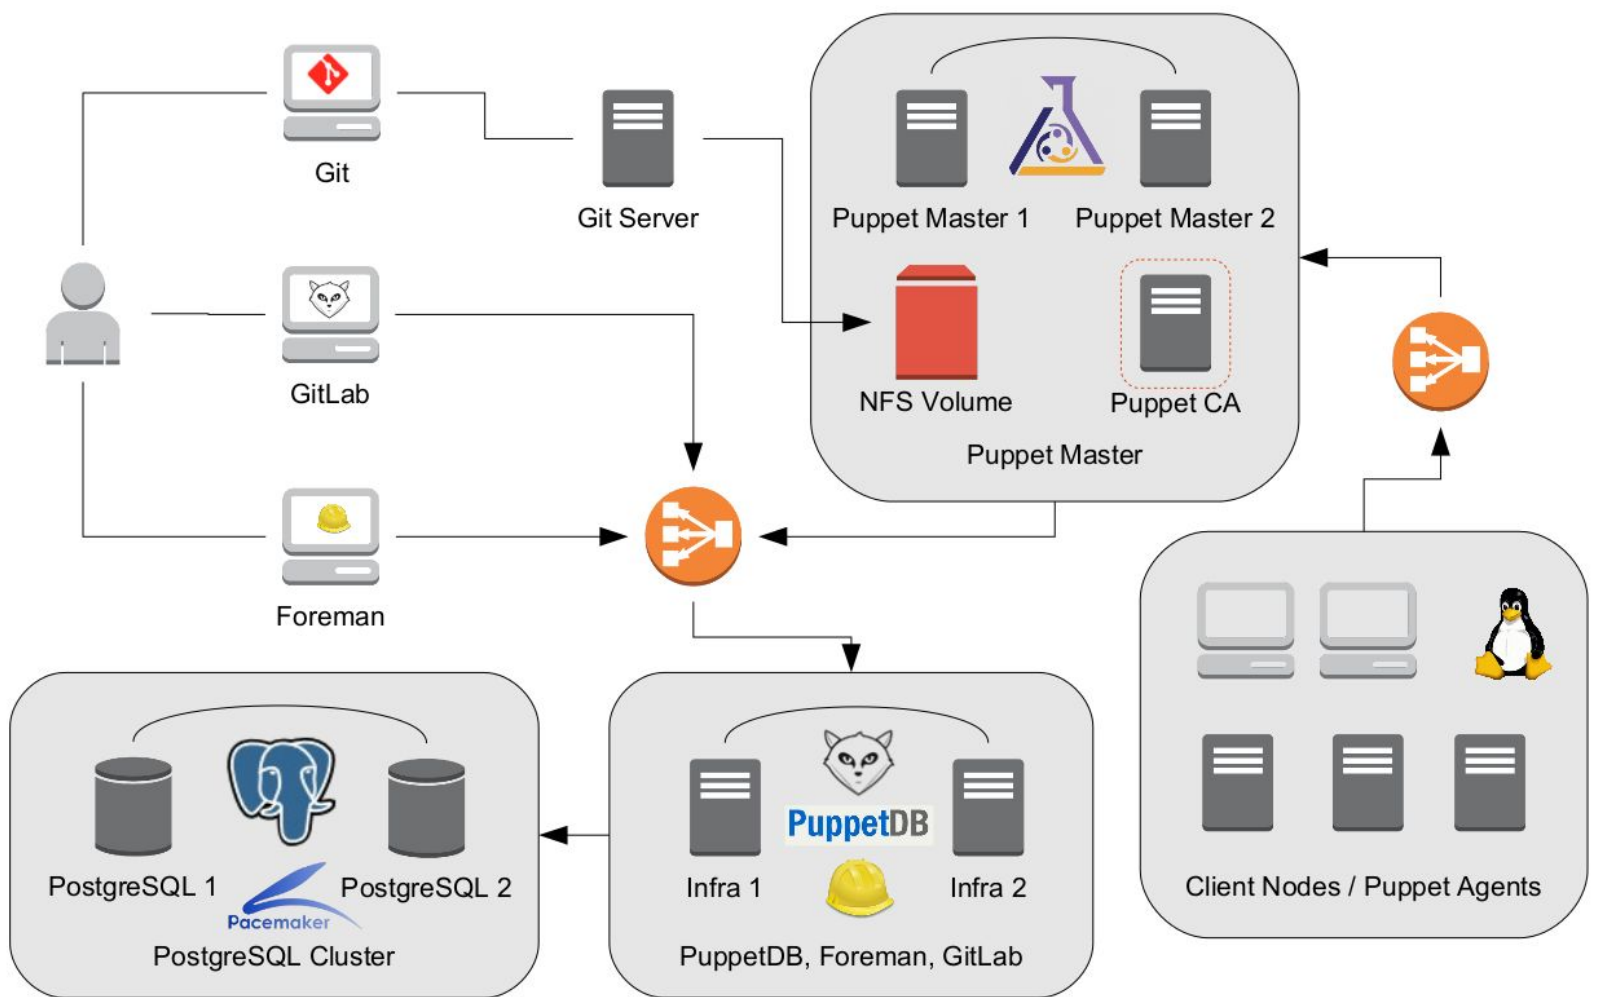 Git
Git Server
Puppet Master 1
Puppet Master 2
GitLab
NFS Volume
Puppet CA
Puppet Master
Foreman
PostgreSQL 1
PostgreSQL 2
Pacemaker
PostgreSQL Cluster
PuppetDB
Infra 1
Infra 2
PuppetDB, Foreman, GitLab
Client Nodes / Puppet Agents